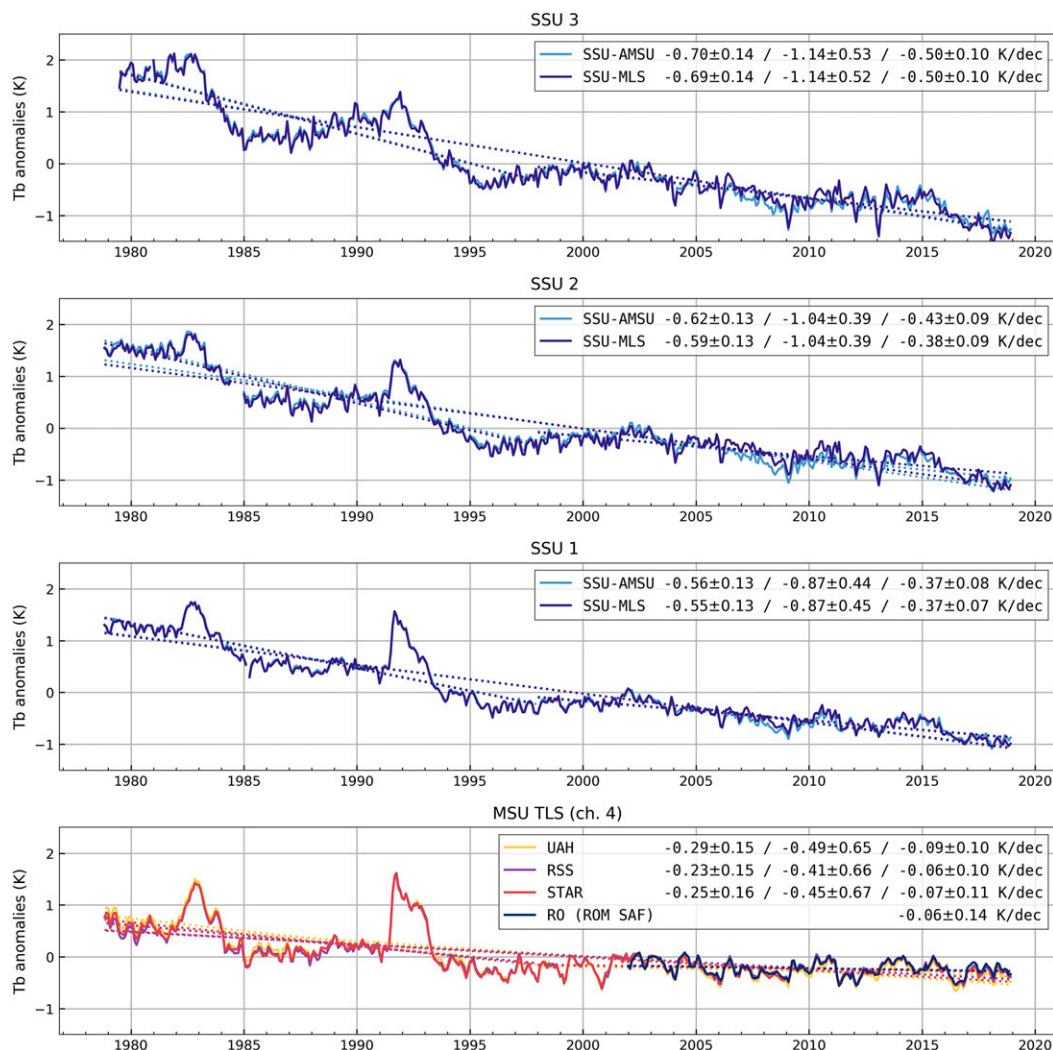 SSU 3
SSU-AMSU -0.70±0.14 / -1.14±0.53 / -0.50±0.10 K/dec
SSU-MLS -0.69±0.14 / -1.14±0.52 / -0.50±0.10 K/dec
Tb anomalies (K)
2
1
0
−1
1980 1985 1990 1995 2000 2005 2010 2015 2020
SSU 2
SSU-AMSU -0.62±0.13 / -1.04±0.39 / -0.43±0.09 K/dec
SSU-MLS -0.59±0.13 / -1.04±0.39 / -0.38±0.09 K/dec
Tb anomalies (K)
2
1
0
−1
1980 1985 1990 1995 2000 2005 2010 2015 2020
SSU 1
SSU-AMSU -0.56±0.13 / -0.87±0.44 / -0.37±0.08 K/dec
SSU-MLS -0.55±0.13 / -0.87±0.45 / -0.37±0.07 K/dec
Tb anomalies (K)
2
1
0
−1
1980 1985 1990 1995 2000 2005 2010 2015 2020
MSU TLS (ch. 4)
UAH -0.29±0.15 / -0.49±0.65 / -0.09±0.10 K/dec
RSS -0.23±0.15 / -0.41±0.66 / -0.06±0.10 K/dec
STAR -0.25±0.16 / -0.45±0.67 / -0.07±0.11 K/dec
RO (ROM SAF) -0.06±0.14 K/dec
Tb anomalies (K)
2
1
0
−1
1980 1985 1990 1995 2000 2005 2010 2015 2020